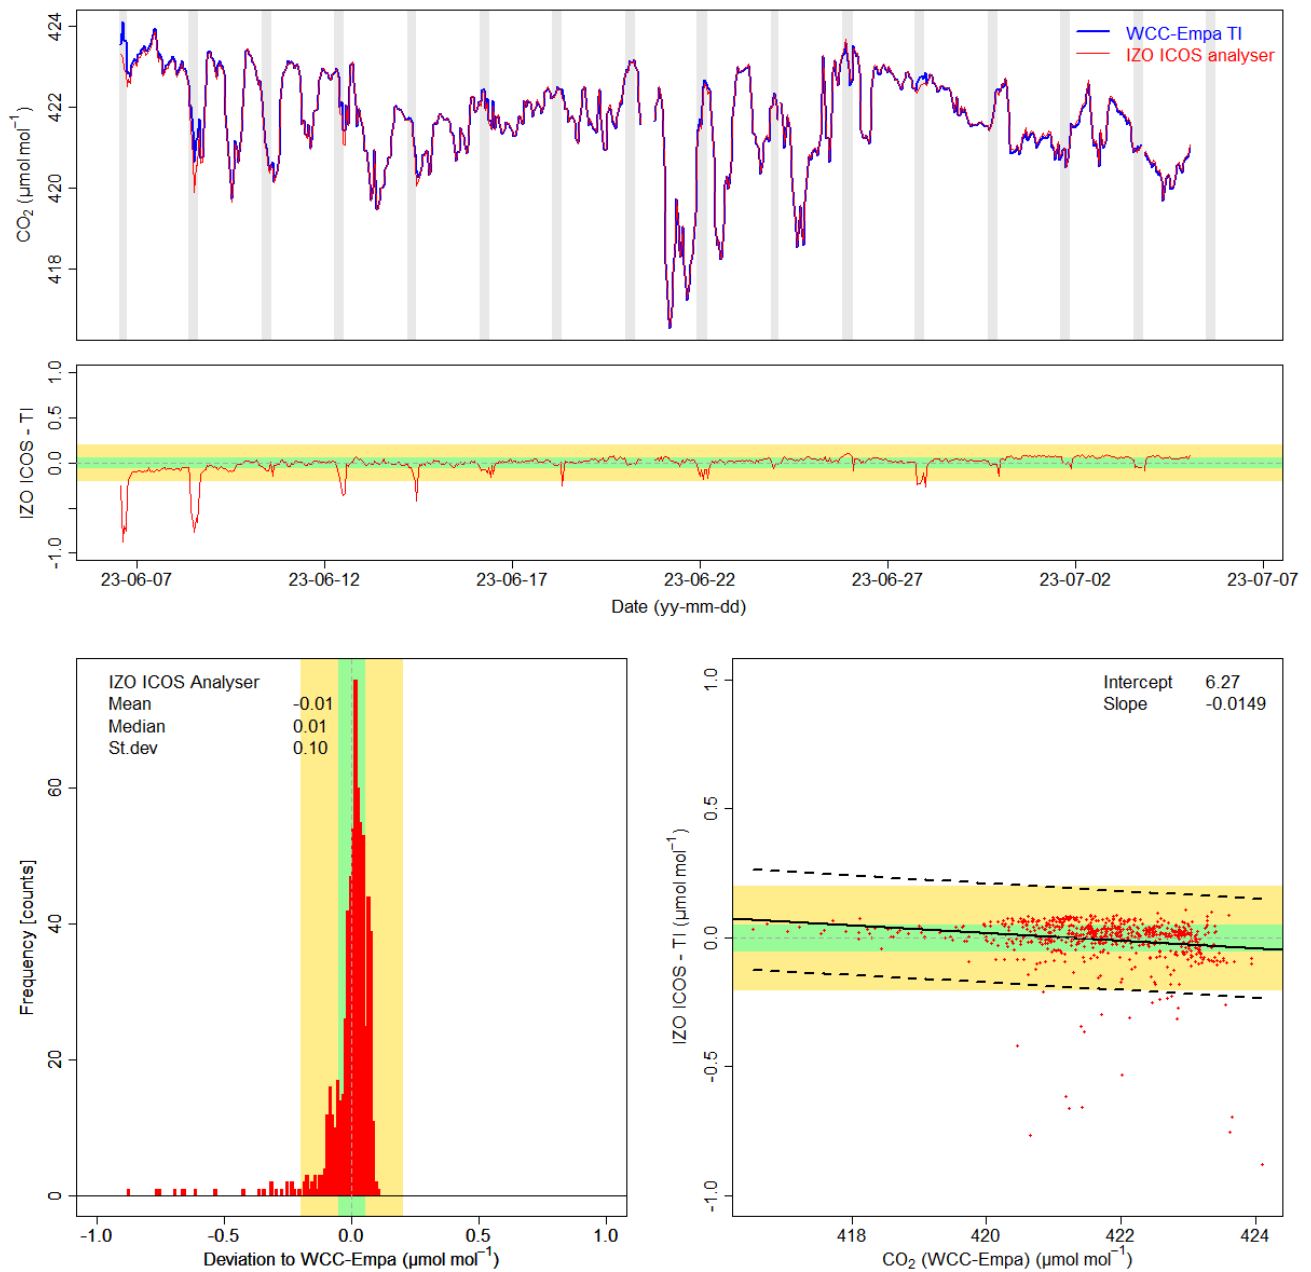 WCC-Empa TI
IZO ICOS analyser
CO₂ (µmol mol⁻¹)
424
422
420
418
IZO ICOS - TI
1.0
0.5
0.0
-1.0
23-06-07 23-06-12 23-06-17 23-06-22 23-06-27 23-07-02 23-07-07
Date (yy-mm-dd)
IZO ICOS Analyser
Mean -0.01
Median 0.01
St.dev 0.10
Frequency [counts]
60
40
20
0
-1.0 -0.5 0.0 0.5 1.0
Deviation to WCC-Empa (µmol mol⁻¹)
Intercept 6.27
Slope -0.0149
IZO ICOS - TI (µmol mol⁻¹)
1.0
0.5
0.0
-0.5
-1.0
418 420 422 424
CO₂ (WCC-Empa) (µmol mol⁻¹)